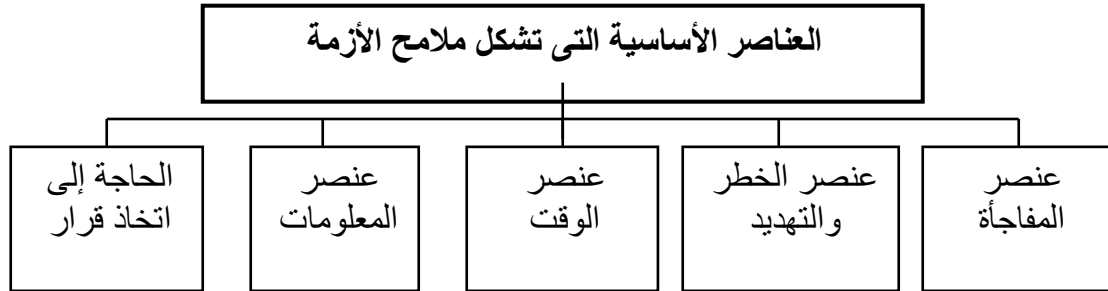 العناصر الأساسية التى تشكل ملامح الأزمة
عنصر
المفاجأة
عنصر الخطر
والتهديد
عنصر
الوقت
عنصر
المعلومات
الحاجة إلى
اتخاذ قرار